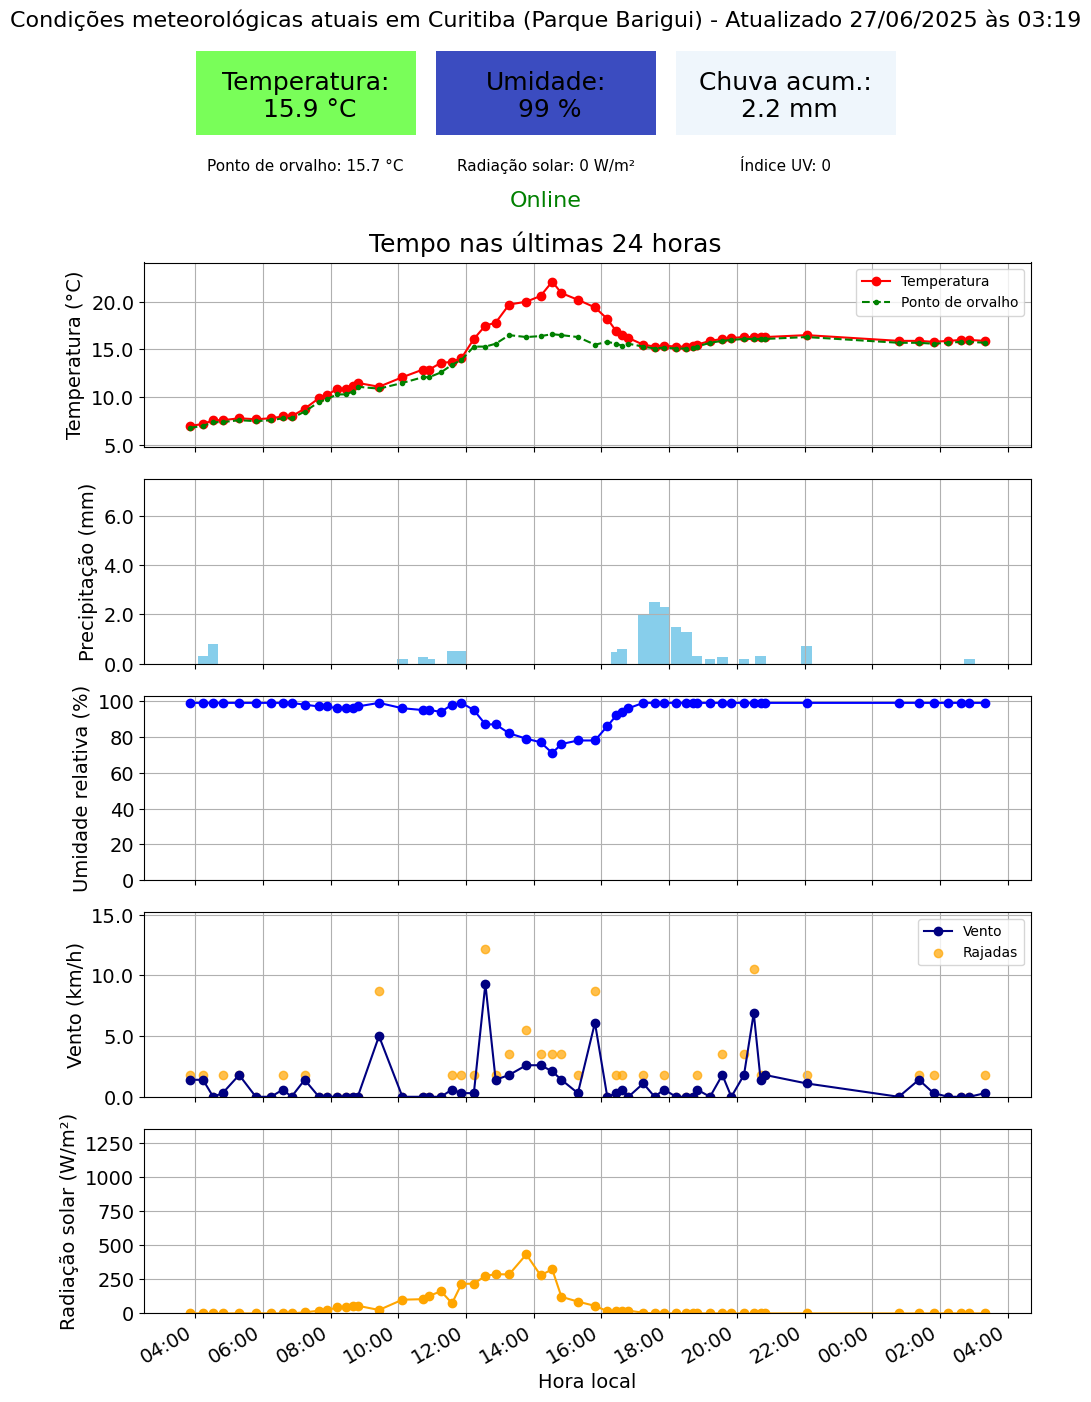 Condições meteorológicas atuais em Curitiba (Parque Barigui) - Atualizado 27/06/2025 às 03:19
Temperatura:
15.9 °C
Umidade:
99 %
Chuva acum.:
2.2 mm
Ponto de orvalho: 15.7 °C
Radiação solar: 0 W/m²
Índice UV: 0
Online
Tempo nas últimas 24 horas
Temperatura (°C)
20.0
15.0
10.0
5.0
Temperatura
Ponto de orvalho
Precipitação (mm)
6.0
4.0
2.0
0.0
Umidade relativa (%)
100
80
60
40
20
0
Vento (km/h)
15.0
10.0
5.0
0.0
Vento
Rajadas
Radiação solar (W/m²)
1250
1000
750
500
250
0
04:00
06:00
08:00
10:00
12:00
14:00
16:00
18:00
20:00
22:00
00:00
02:00
04:00
Hora local